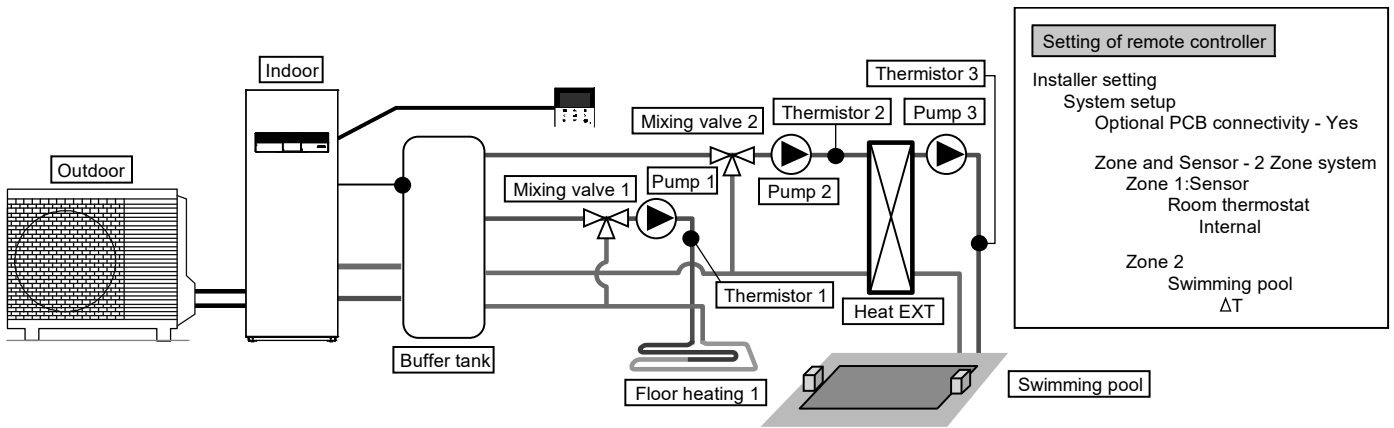 Outdoor
Indoor
Buffer tank
Mixing valve 1
Pump 1
Thermistor 1
Floor heating 1
Mixing valve 2
Pump 2
Thermistor 2
Heat EXT
Pump 3
Thermistor 3
Swimming pool
Setting of remote controller
Installer setting
System setup
Optional PCB connectivity - Yes
Zone and Sensor - 2 Zone system
Zone 1:Sensor
Room thermostat
Internal
Zone 2
Swimming pool
ΔT